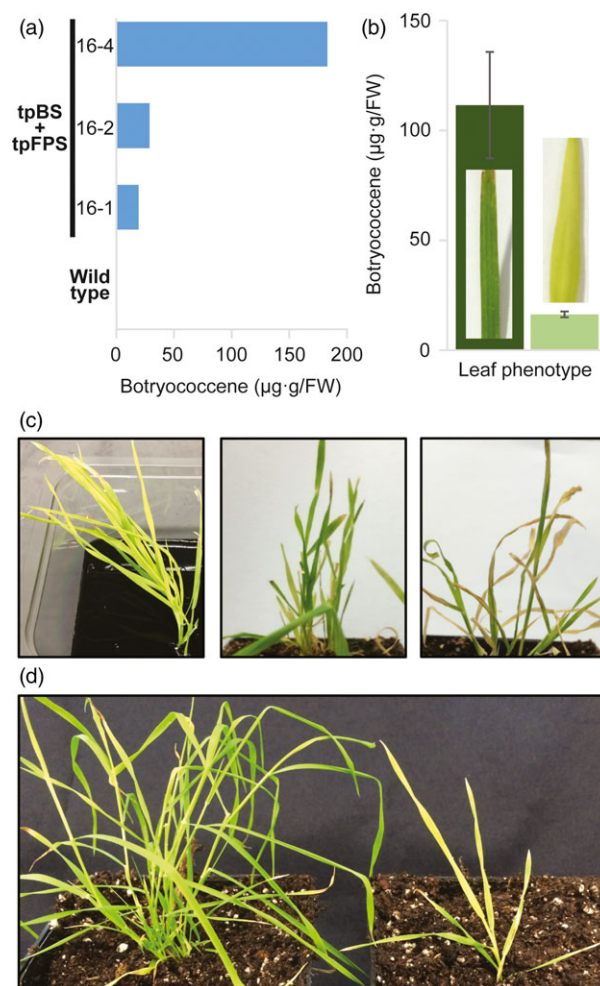 (a)
16-4
tpBS
+
tpFPS
16-2
16-1
Wild
type
0 50 100 150 200
Botryococcene (µg·g/FW)
(b)
150
100
50
0
Botryococcene (µg·g/FW)
Leaf phenotype
(c)
(d)